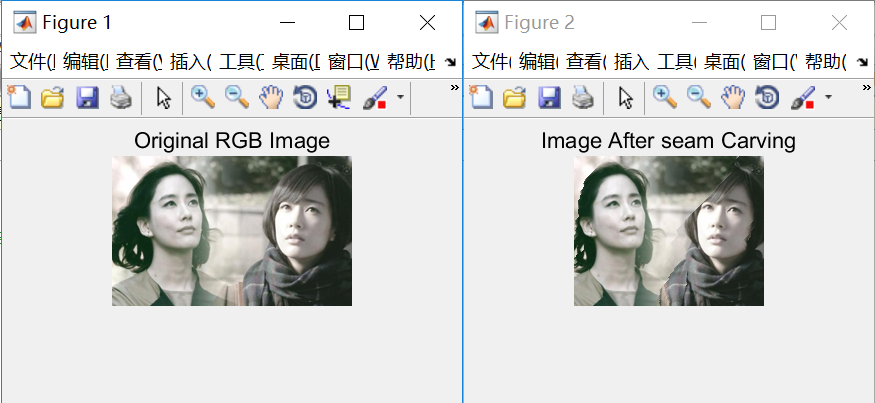 Figure 1
文件(F 编辑(E 查看(V 插入( 工具(T 桌面(D 窗口(W 帮助(H
Original RGB Image
Figure 2
文件( 编辑( 查看( 插入 工具( 桌面( 窗口( 帮助(
Image After seam Carving